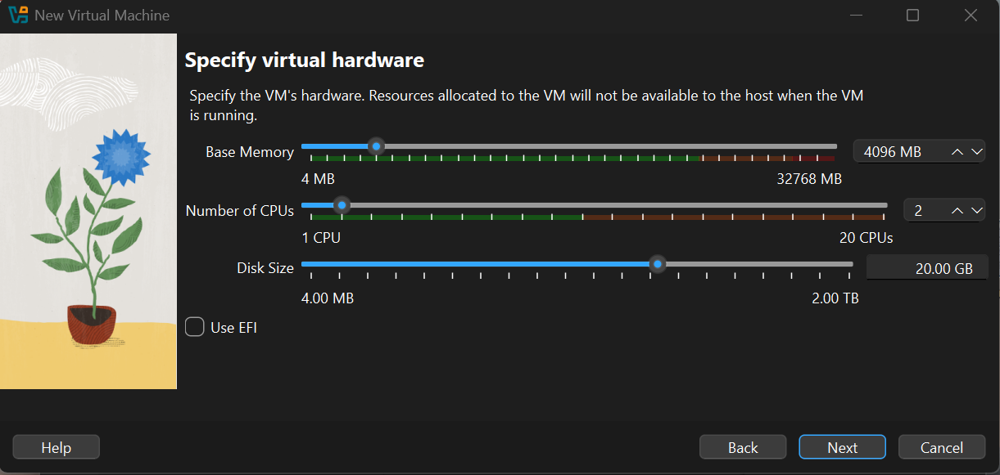 New Virtual Machine
Specify virtual hardware
Specify the VM's hardware. Resources allocated to the VM will not be available to the host when the VM
is running.
Base Memory
4096 MB
4 MB
32768 MB
Number of CPUs
2
1 CPU
20 CPUs
Disk Size
20.00 GB
4.00 MB
2.00 TB
Use EFI
Help
Back
Next
Cancel